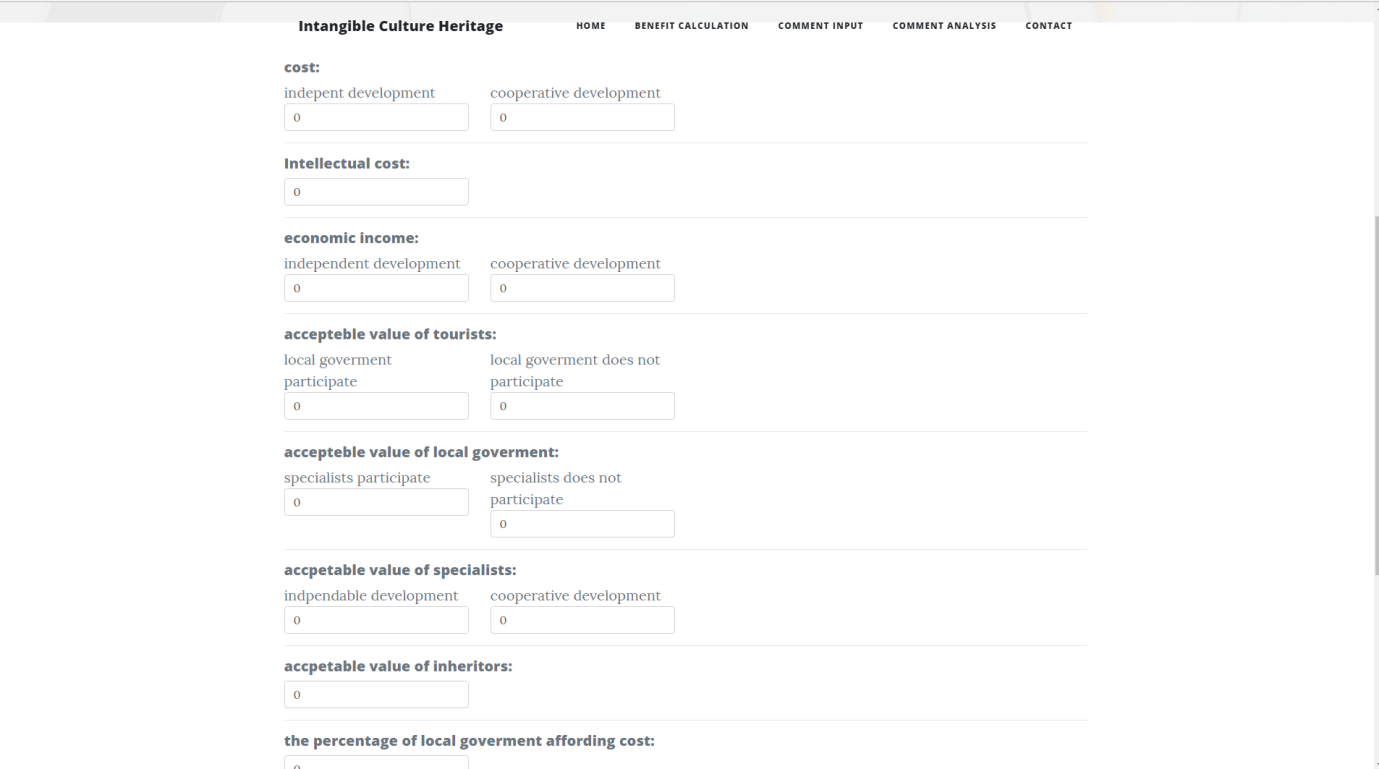 Intangible Culture Heritage HOME BENEFIT CALCULATION COMMENT INPUT COMMENT ANALYSIS CONTACT
cost:
indepent development cooperative development
0 0
Intellectual cost:
0
economic income:
independent development cooperative development
0 0
accepteble value of tourists:
local goverment local goverment does not
participate participate
0 0
accepteble value of local goverment:
specialists participate specialists does not
participate
0
0
accpetable value of specialists:
indpendable development cooperative development
0 0
accpetable value of inheritors:
0
the percentage of local goverment affording cost:
0